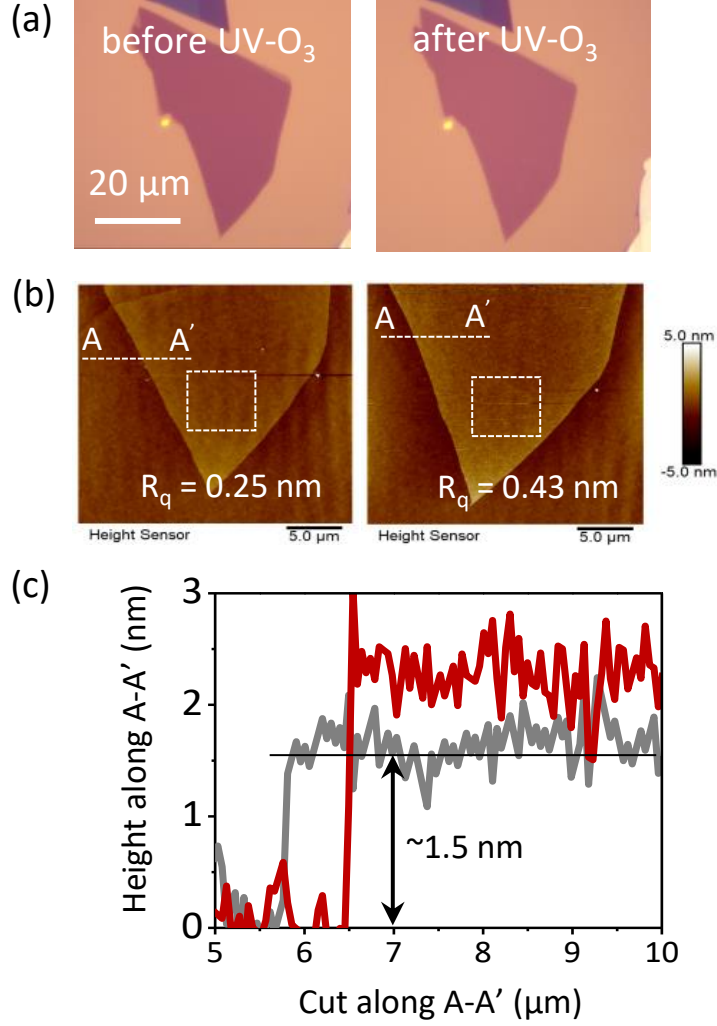 (a)
before UV-O₃
after UV-O₃
20 µm
(b)
A A′
A A′
R_q = 0.25 nm
R_q = 0.43 nm
Height Sensor 5.0 µm
Height Sensor 5.0 µm
5.0 nm
-5.0 nm
(c)
Height along A-A’ (nm)
3
2
1
0
~1.5 nm
5 6 7 8 9 10
Cut along A-A’ (µm)